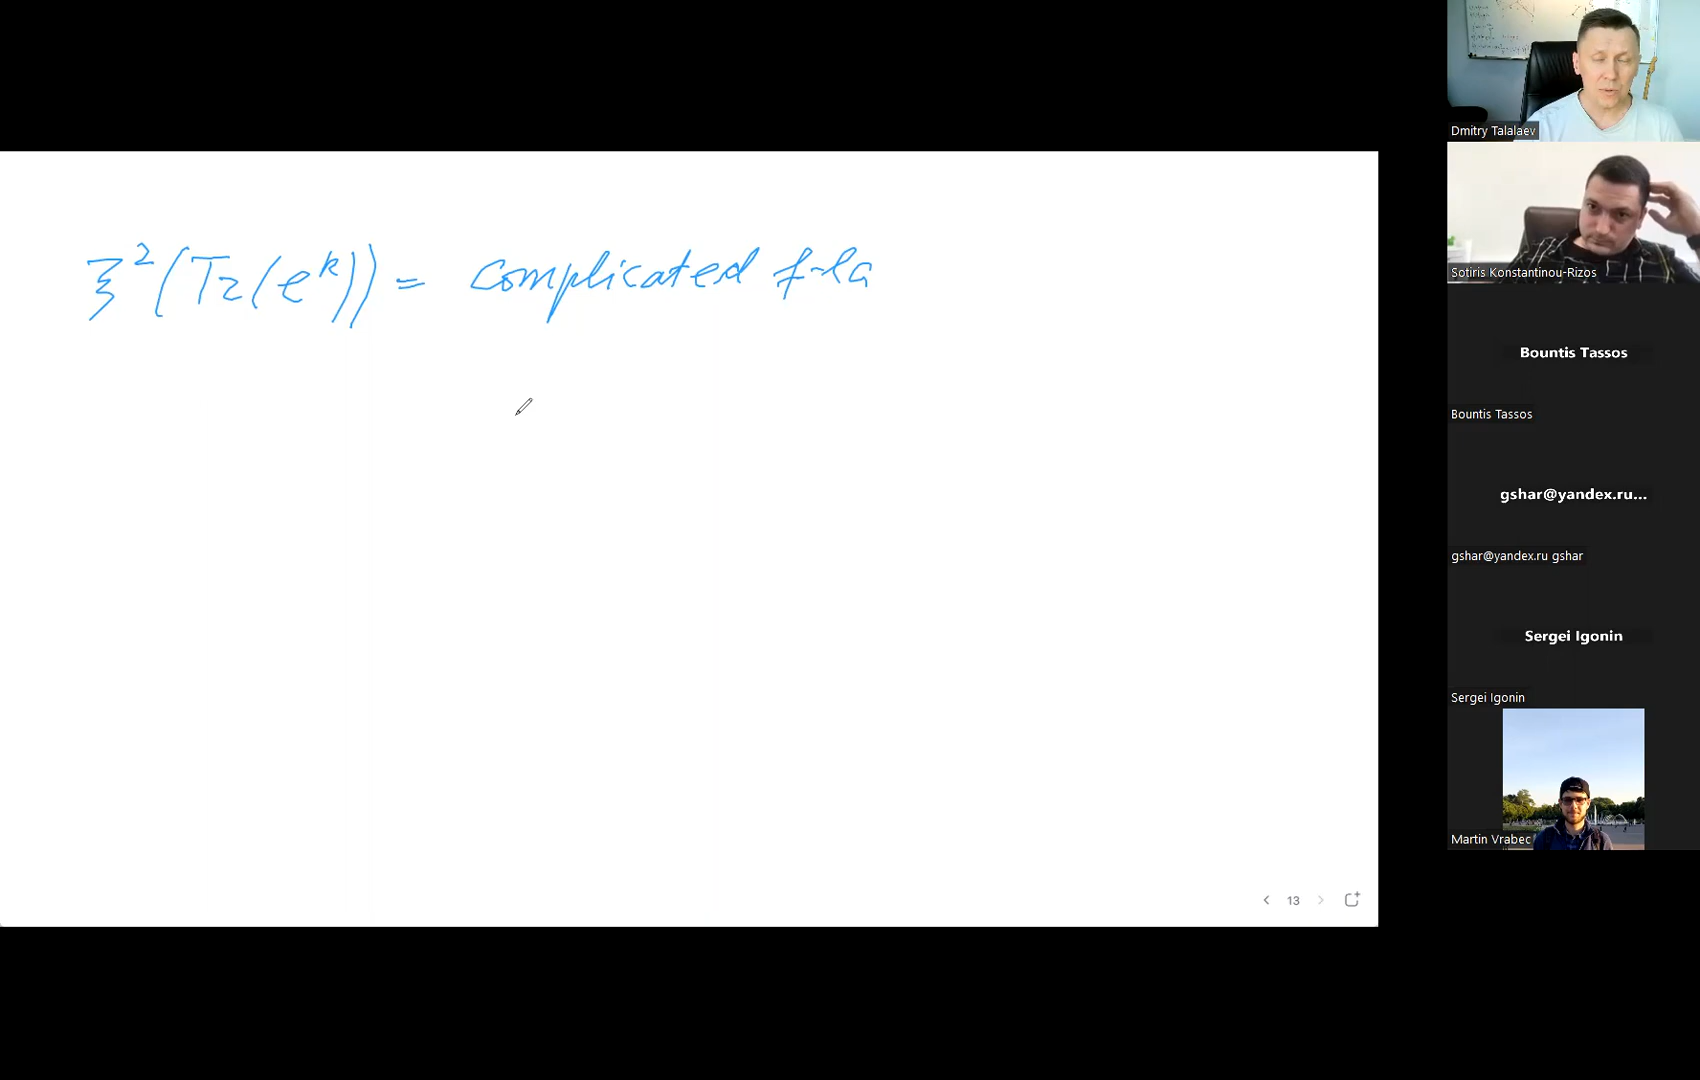 ξ²(Tr(e^k)) = complicated f-la
13
Dmitry Talalaev
Sotiris Konstantinou-Rizos
Bountis Tassos
Bountis Tassos
gshar@yandex.ru...
gshar@yandex.ru gshar
Sergei Igonin
Sergei Igonin
Martin Vrabec